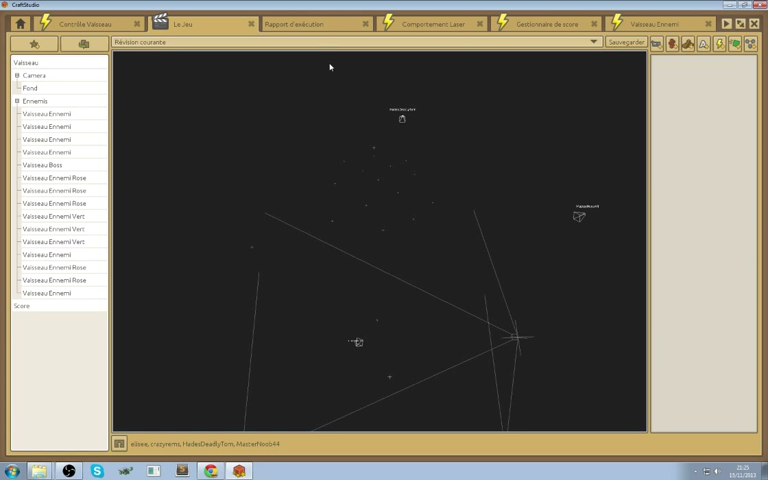 CraftStudio
Contrôle Vaisseau
Le Jeu
Rapport d'exécution
Comportement Laser
Gestionnaire de score
Vaisseau Ennemi
Révision courante
Sauvegarder
Vaisseau
Camera
Fond
Ennemis
Vaisseau Ennemi
Vaisseau Ennemi
Vaisseau Ennemi
Vaisseau Ennemi
Vaisseau Boss
Vaisseau Ennemi Rose
Vaisseau Ennemi Rose
Vaisseau Ennemi Rose
Vaisseau Ennemi Vert
Vaisseau Ennemi Vert
Vaisseau Ennemi Vert
Vaisseau Ennemi
Vaisseau Ennemi Rose
Vaisseau Ennemi Rose
Vaisseau Ennemi
Score
HadesDeadlyTom
MasterNoob44
elisee, crazyrems, HadesDeadlyTom, MasterNoob44
21:25
15/11/2013